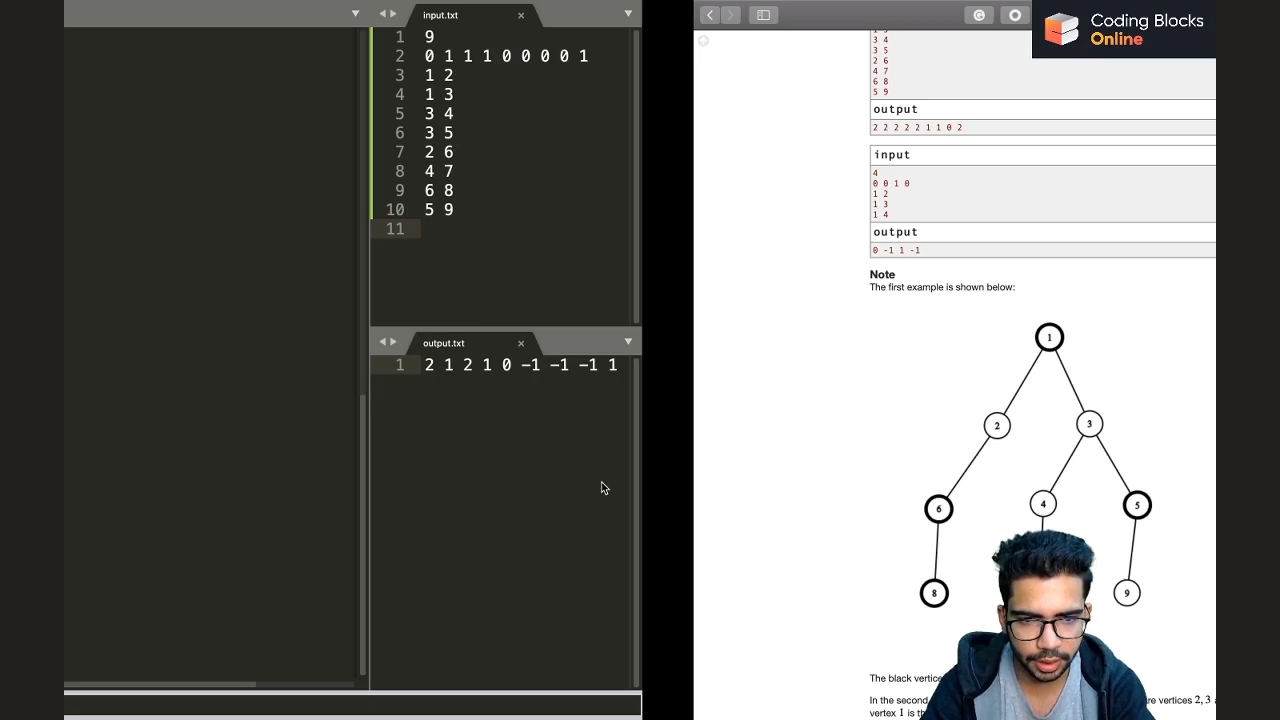 input.txt
1 9
2 0 1 1 1 0 0 0 0 1
3 1 2
4 1 3
5 3 4
6 3 5
7 2 6
8 4 7
9 6 8
10 5 9
11
output.txt
1 2 1 2 1 0 -1 -1 -1 1
Coding Blocks
Online
3 4
3 5
2 6
4 7
6 8
5 9
output
2 2 2 2 2 1 1 0 2
input
4
0 0 1 0
1 2
1 3
1 4
output
0 -1 1 -1
Note
The first example is shown below:
1
2
3
6
4
5
8
9
The black vertice
In the second
re vertices 2, 3
vertex 1 is th